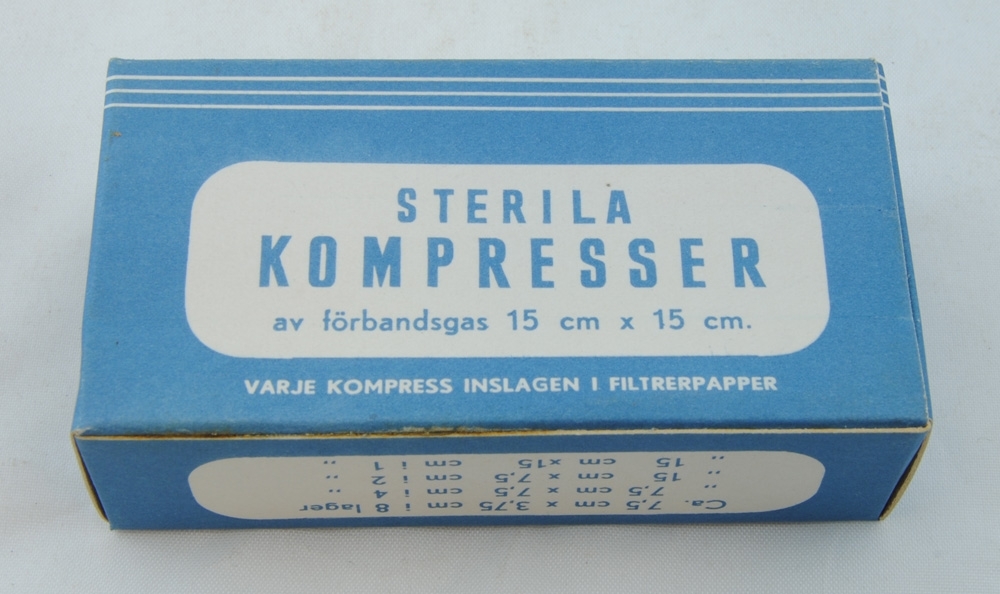 STERILA
KOMPRESSER
av förbandsgas 15 cm x 15 cm.
VARJE KOMPRESS INSLAGEN I FILTRERPAPPER
Ca. 7,5 cm x 3,75 cm i 8 lager
„ 7,5 cm x 7,5 cm i 4 „
„ 15 cm x 7,5 cm i 2 „
„ 15 cm x15 cm i 1 „